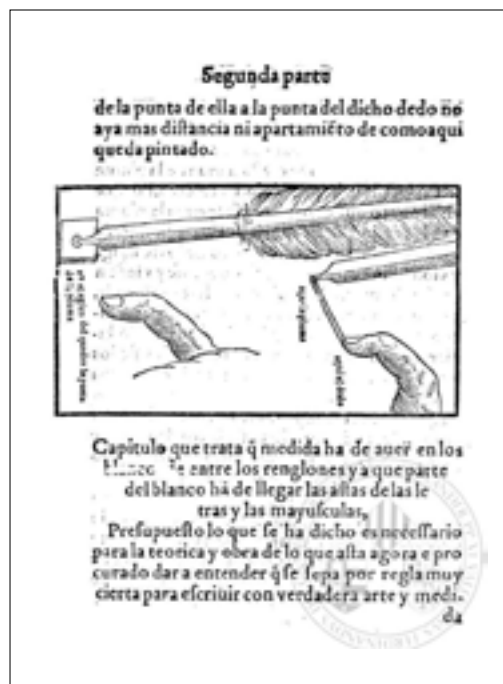 Segunda parte
de la punta de ella a la punta del dicho dedo no
aya mas distancia ni apartamiẽto de como aqui
queda pintado.
Capitulo que trata q̃ medida ha de auer en los
entre los renglones y a que parte
del blanco hã de llegar las astas de las le
tras y las mayusculas,
Presupuesto lo que se ha dicho es necessario
para la teorica y obra de lo que asta agora e pro
curado dar a entender q̃ se sepa por regla muy
cierta para escriuir con verdadera arte y medi-
da